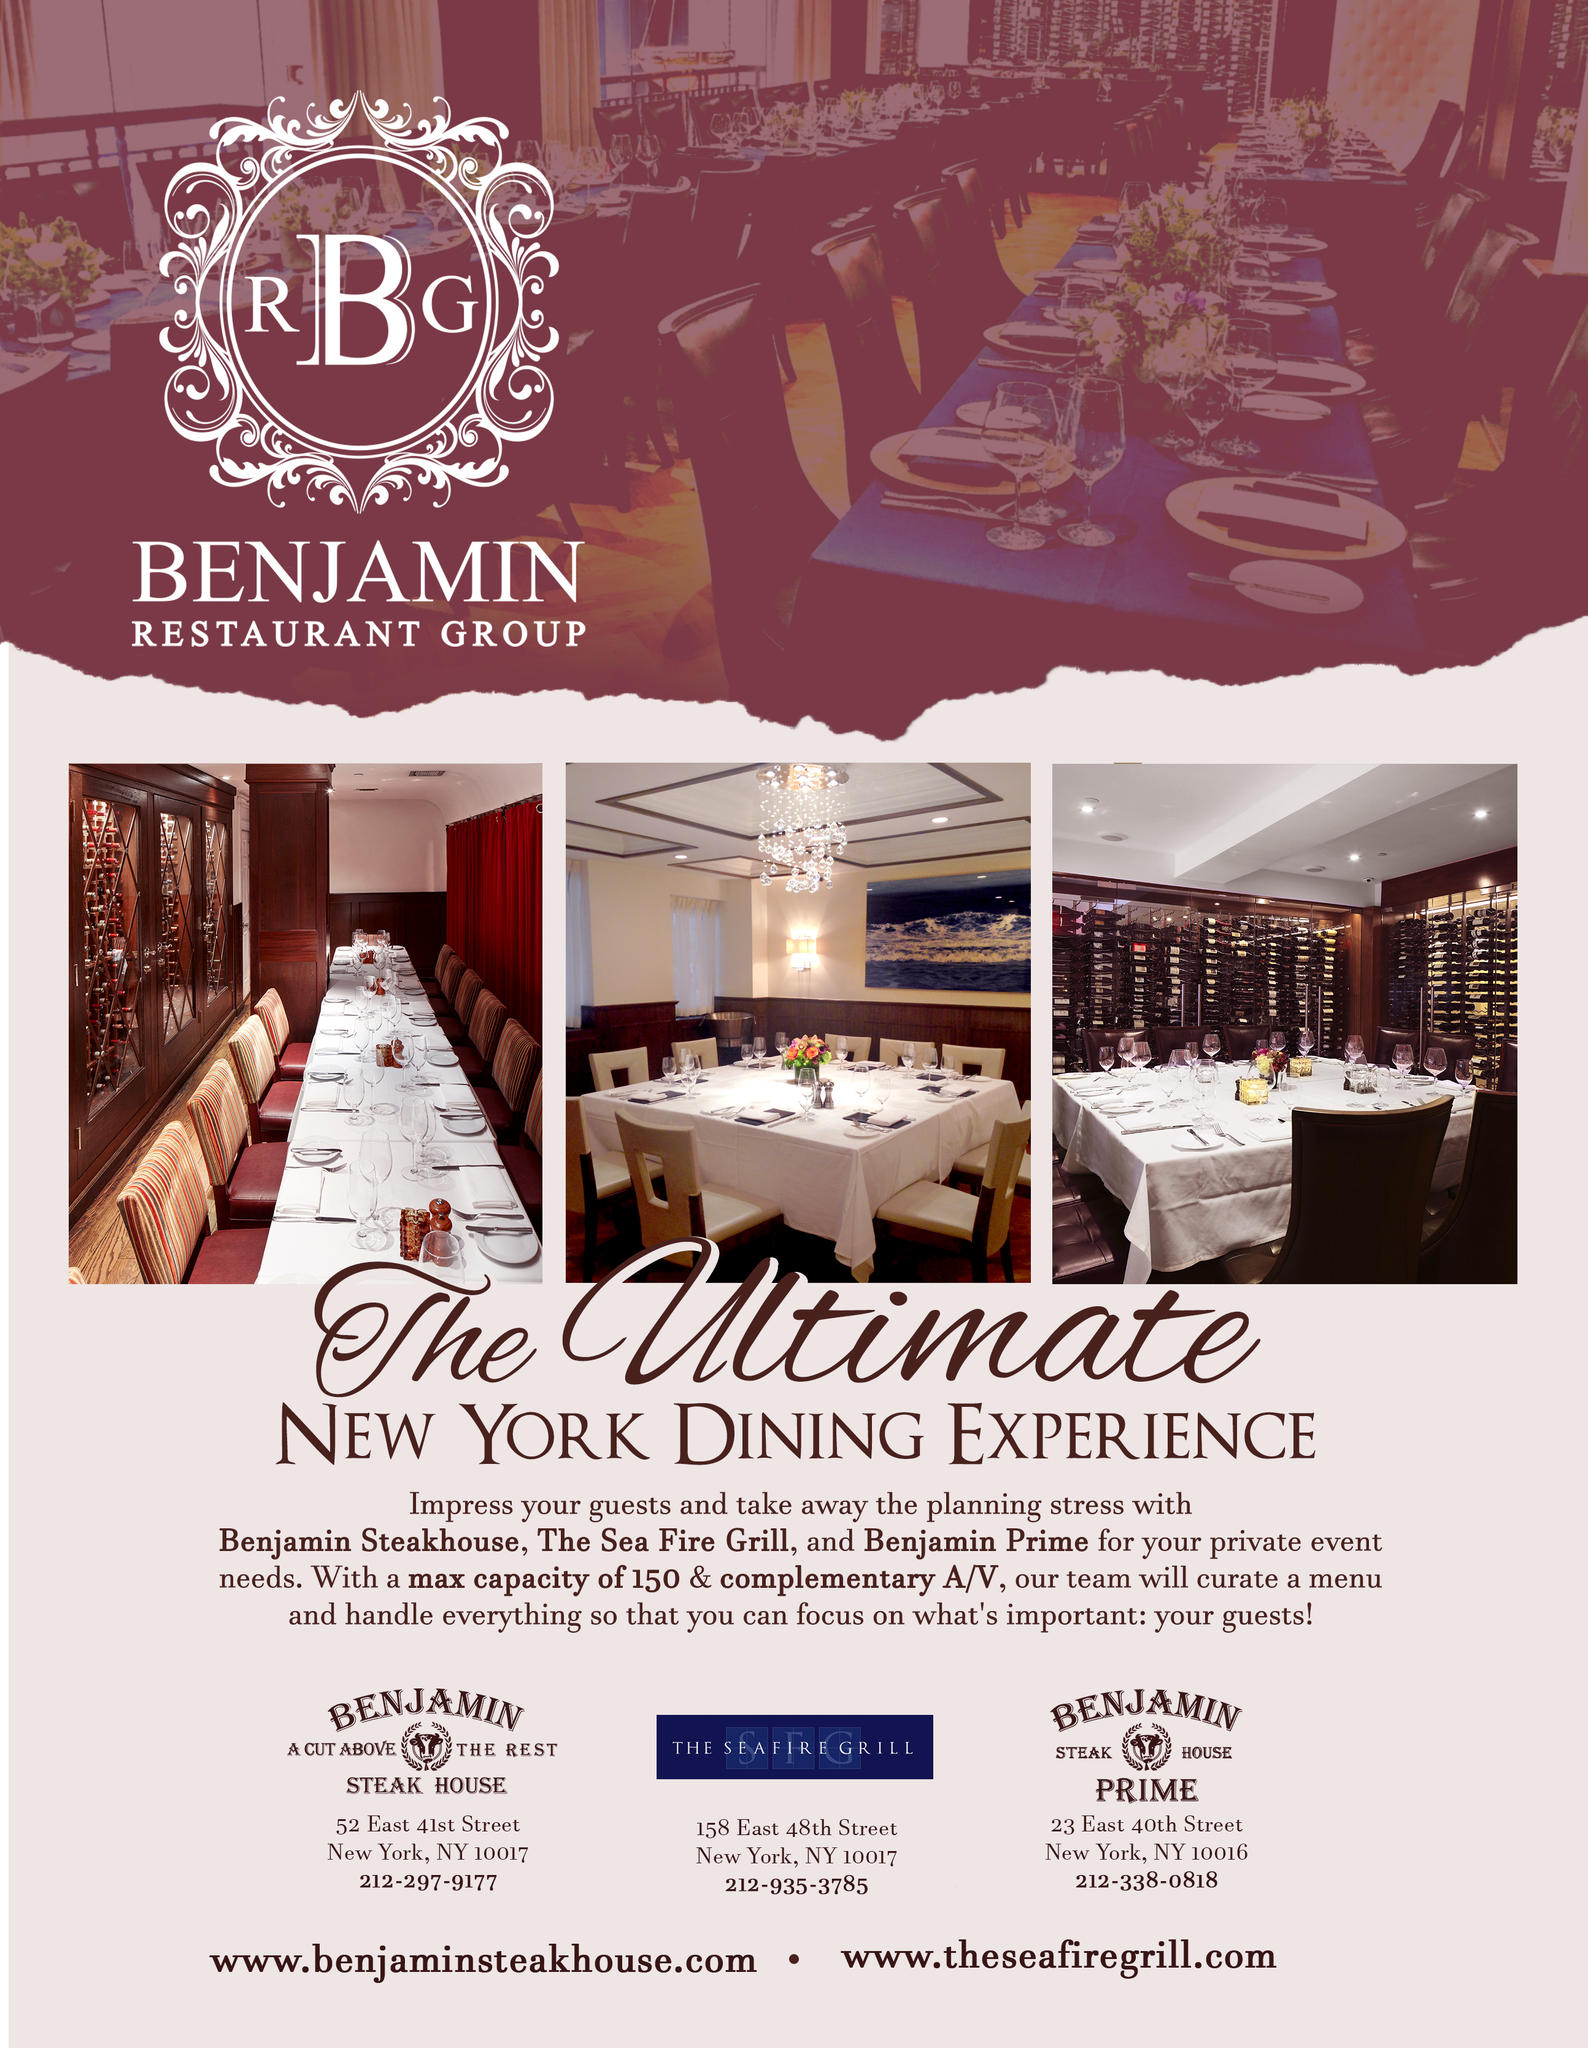 R B G
BENJAMIN
RESTAURANT GROUP
The Ultimate
NEW YORK DINING EXPERIENCE
Impress your guests and take away the planning stress with
Benjamin Steakhouse, The Sea Fire Grill, and Benjamin Prime for your private event
needs. With a max capacity of 150 & complementary A/V, our team will curate a menu
and handle everything so that you can focus on what's important: your guests!
BENJAMIN
A CUT ABOVE THE REST
STEAK HOUSE
52 East 41st Street
New York, NY 10017
212-297-9177
SFG
THE SEA FIRE GRILL
158 East 48th Street
New York, NY 10017
212-935-3785
BENJAMIN
STEAK HOUSE
PRIME
23 East 40th Street
New York, NY 10016
212-338-0818
www.benjaminsteakhouse.com • www.theseafiregrill.com